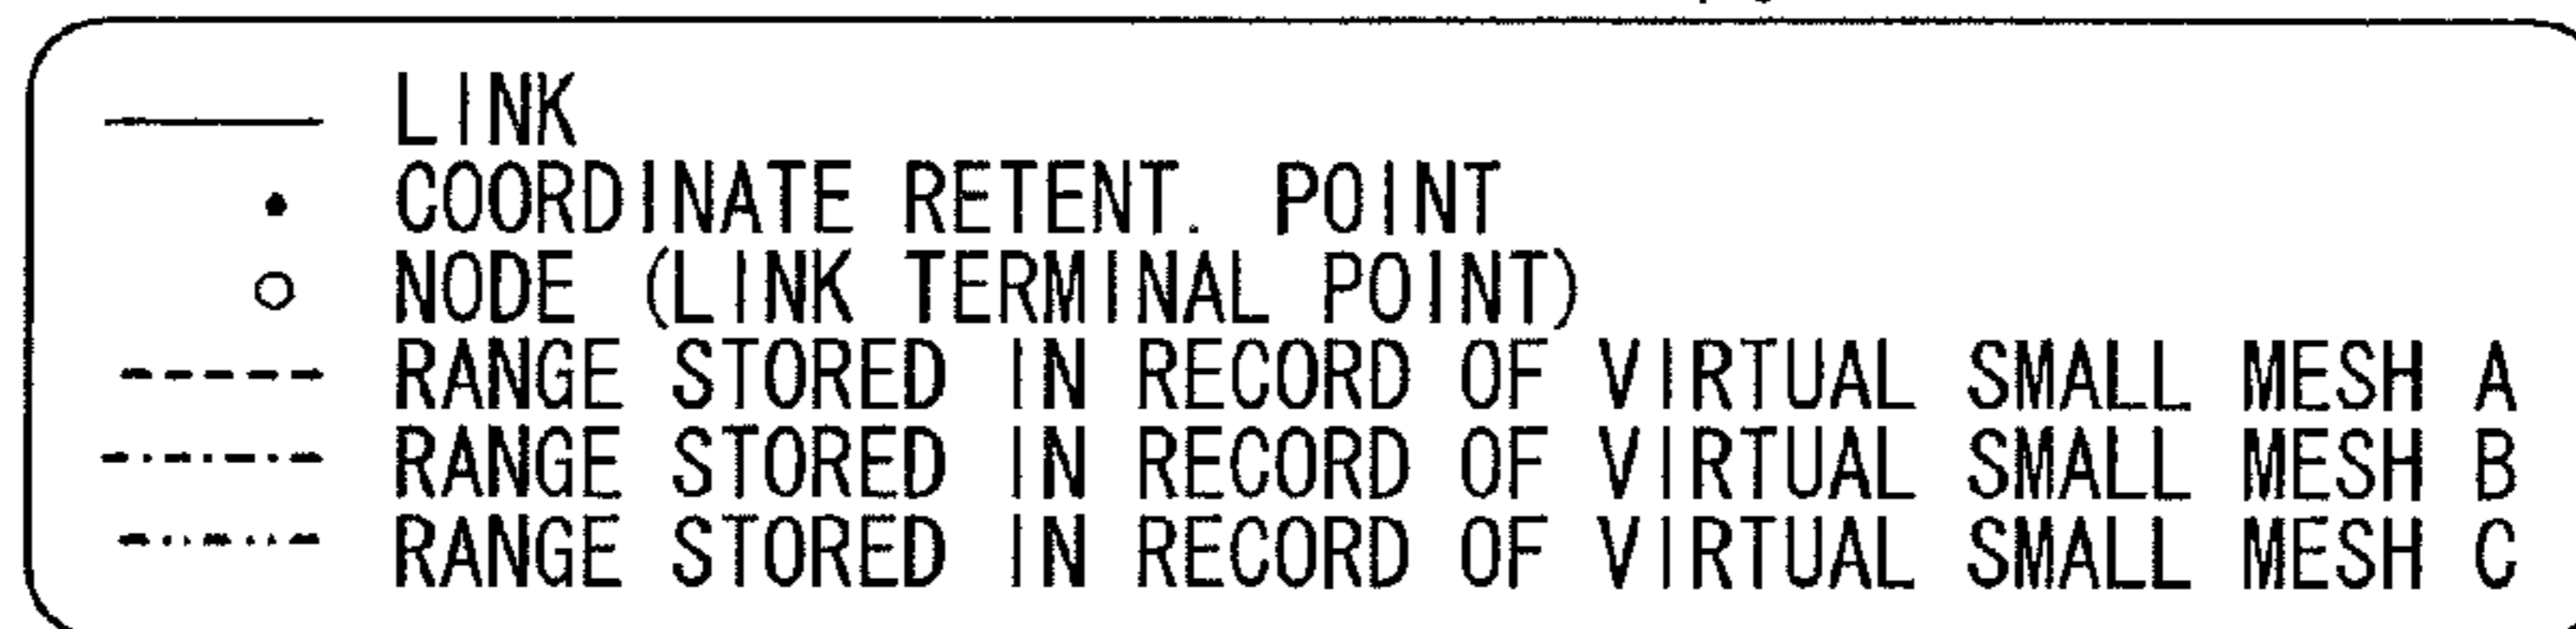 LINK
COORDINATE RETENT. POINT
NODE (LINK TERMINAL POINT)
RANGE STORED IN RECORD OF VIRTUAL SMALL MESH A
RANGE STORED IN RECORD OF VIRTUAL SMALL MESH B
RANGE STORED IN RECORD OF VIRTUAL SMALL MESH C